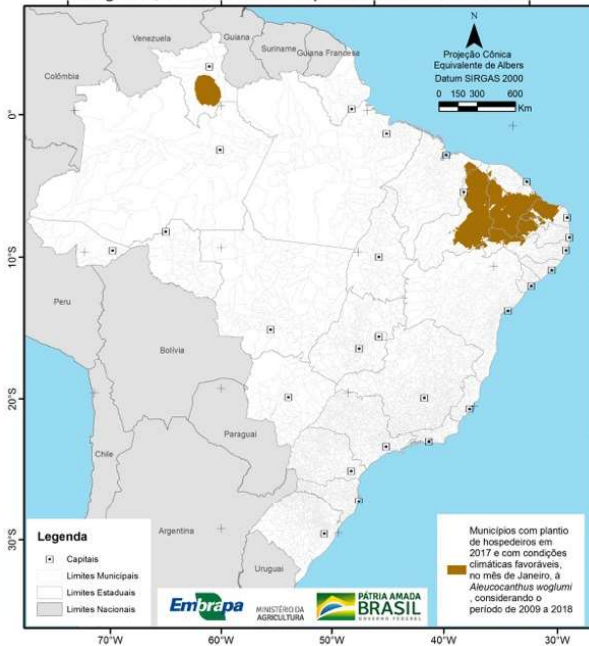 Venezuela
Guiana
Suriname
Guiana Francesa
Colômbia
N
Projeção Cônica
Equivalente de Albers
Datum SIRGAS 2000
0 150 300 600
Km
0°
10°S
Peru
Bolívia
20°S
Paraguai
Chile
Argentina
30°S
Uruguai
Legenda
Capitais
Limites Municipais
Limites Estaduais
Limites Nacionais
Embrapa
MINISTÉRIO DA
AGRICULTURA
PÁTRIA AMADA
BRASIL
GOVERNO FEDERAL
Municípios com plantio
de hospedeiros em
2017 e com condições
climáticas favoráveis,
no mês de Janeiro, à
Aleucocanthus woglumi
, considerando o
período de 2009 a 2018
70°W
60°W
50°W
40°W
30°W